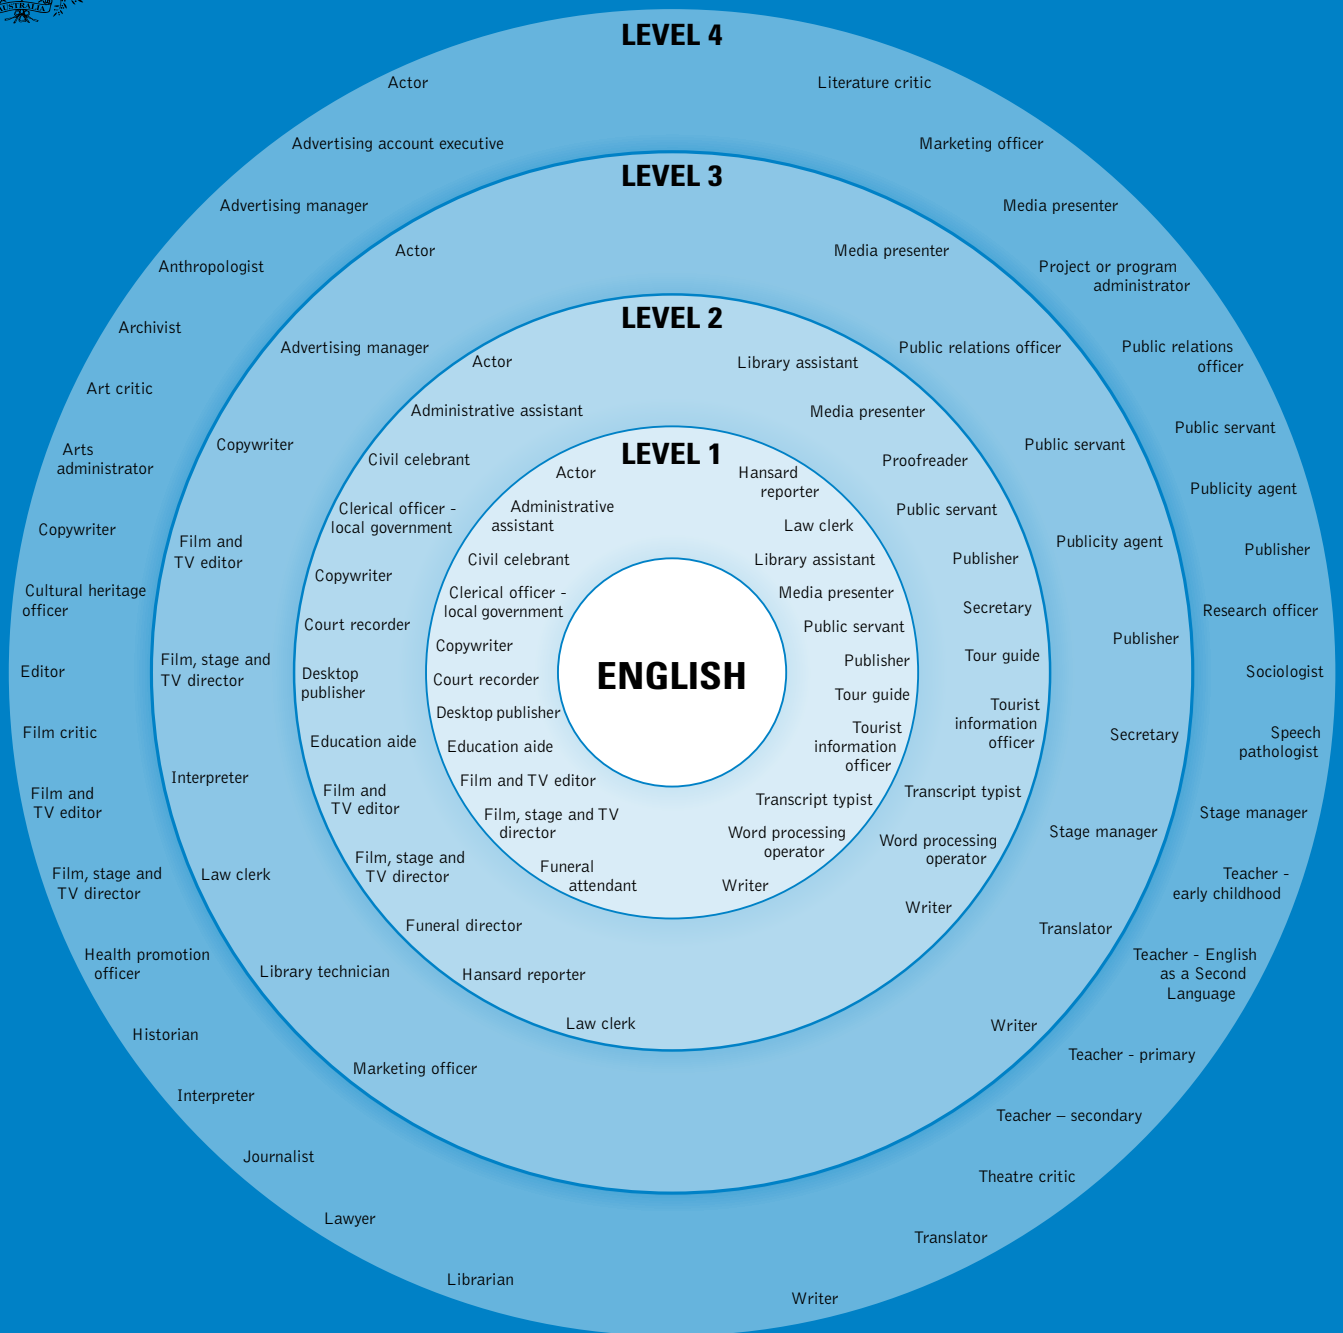 AUSTRALIA
LEVEL 4
Actor
Advertising account executive
Advertising manager
Anthropologist
Archivist
Art critic
Arts
administrator
Copywriter
Cultural heritage
officer
Editor
Film critic
Film and
TV editor
Film, stage and
TV director
Health promotion
officer
Historian
Interpreter
Journalist
Lawyer
Librarian
Literature critic
Marketing officer
Media presenter
Project or program
administrator
Public relations
officer
Public servant
Publicity agent
Publisher
Research officer
Sociologist
Speech
pathologist
Stage manager
Teacher -
early childhood
Teacher - English
as a Second
Language
Teacher - primary
Teacher – secondary
Theatre critic
Translator
Writer
LEVEL 3
Actor
Advertising manager
Copywriter
Film and
TV editor
Film, stage and
TV director
Interpreter
Law clerk
Library technician
Marketing officer
Media presenter
Public relations officer
Public servant
Publicity agent
Publisher
Secretary
Stage manager
Translator
Writer
LEVEL 2
Actor
Administrative assistant
Civil celebrant
Clerical officer -
local government
Copywriter
Court recorder
Desktop
publisher
Education aide
Film and
TV editor
Film, stage and
TV director
Funeral director
Hansard reporter
Law clerk
Library assistant
Media presenter
Proofreader
Public servant
Publisher
Secretary
Tour guide
Tourist
information
officer
Transcript typist
Word processing
operator
Writer
LEVEL 1
Actor
Administrative
assistant
Civil celebrant
Clerical officer -
local government
Copywriter
Court recorder
Desktop publisher
Education aide
Film and TV editor
Film, stage and TV
director
Funeral
attendant
Hansard
reporter
Law clerk
Library assistant
Media presenter
Public servant
Publisher
Tour guide
Tourist
information
officer
Transcript typist
Word processing
operator
Writer
ENGLISH